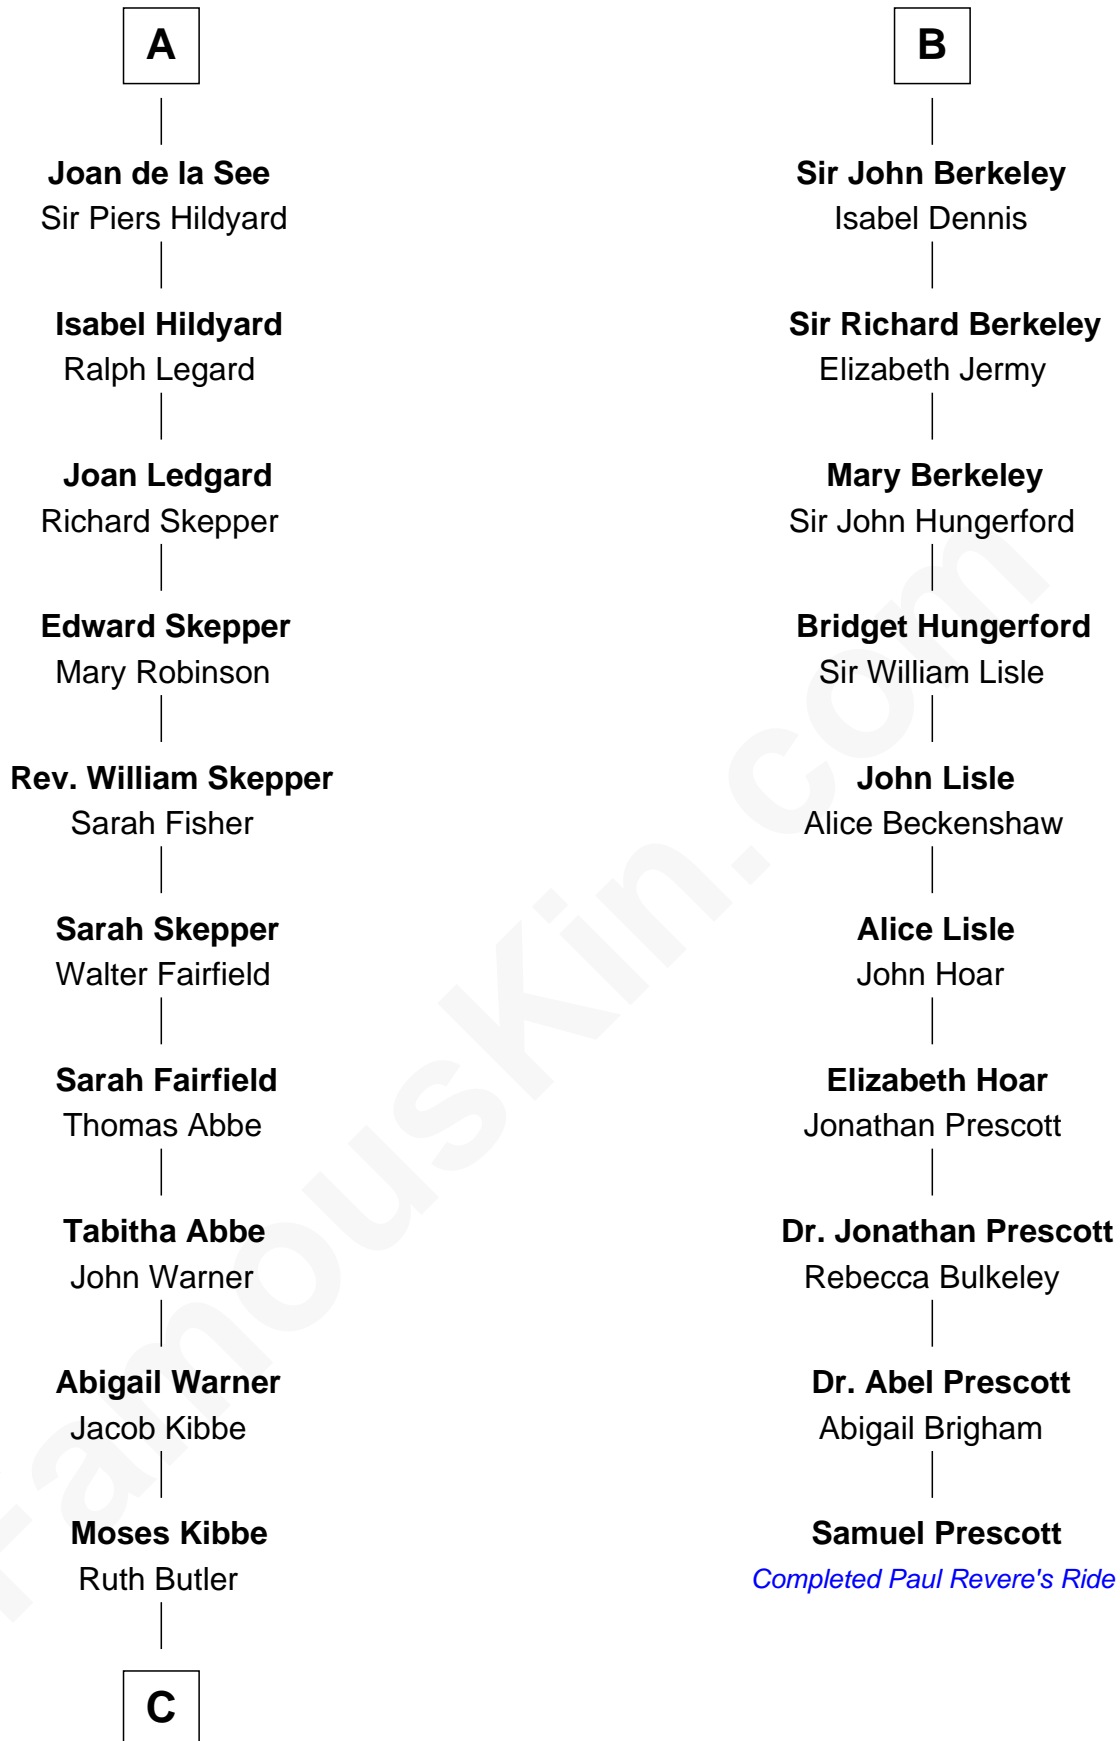 A
Joan de la See
Sir Piers Hildyard
Isabel Hildyard
Ralph Legard
Joan Ledgard
Richard Skepper
Edward Skepper
Mary Robinson
Rev. William Skepper
Sarah Fisher
Sarah Skepper
Walter Fairfield
Sarah Fairfield
Thomas Abbe
Tabitha Abbe
John Warner
Abigail Warner
Jacob Kibbe
Moses Kibbe
Ruth Butler
C
B
Sir John Berkeley
Isabel Dennis
Sir Richard Berkeley
Elizabeth Jermy
Mary Berkeley
Sir John Hungerford
Bridget Hungerford
Sir William Lisle
John Lisle
Alice Beckenshaw
Alice Lisle
John Hoar
Elizabeth Hoar
Jonathan Prescott
Dr. Jonathan Prescott
Rebecca Bulkeley
Dr. Abel Prescott
Abigail Brigham
Samuel Prescott
Completed Paul Revere's Ride
FamousKin.com